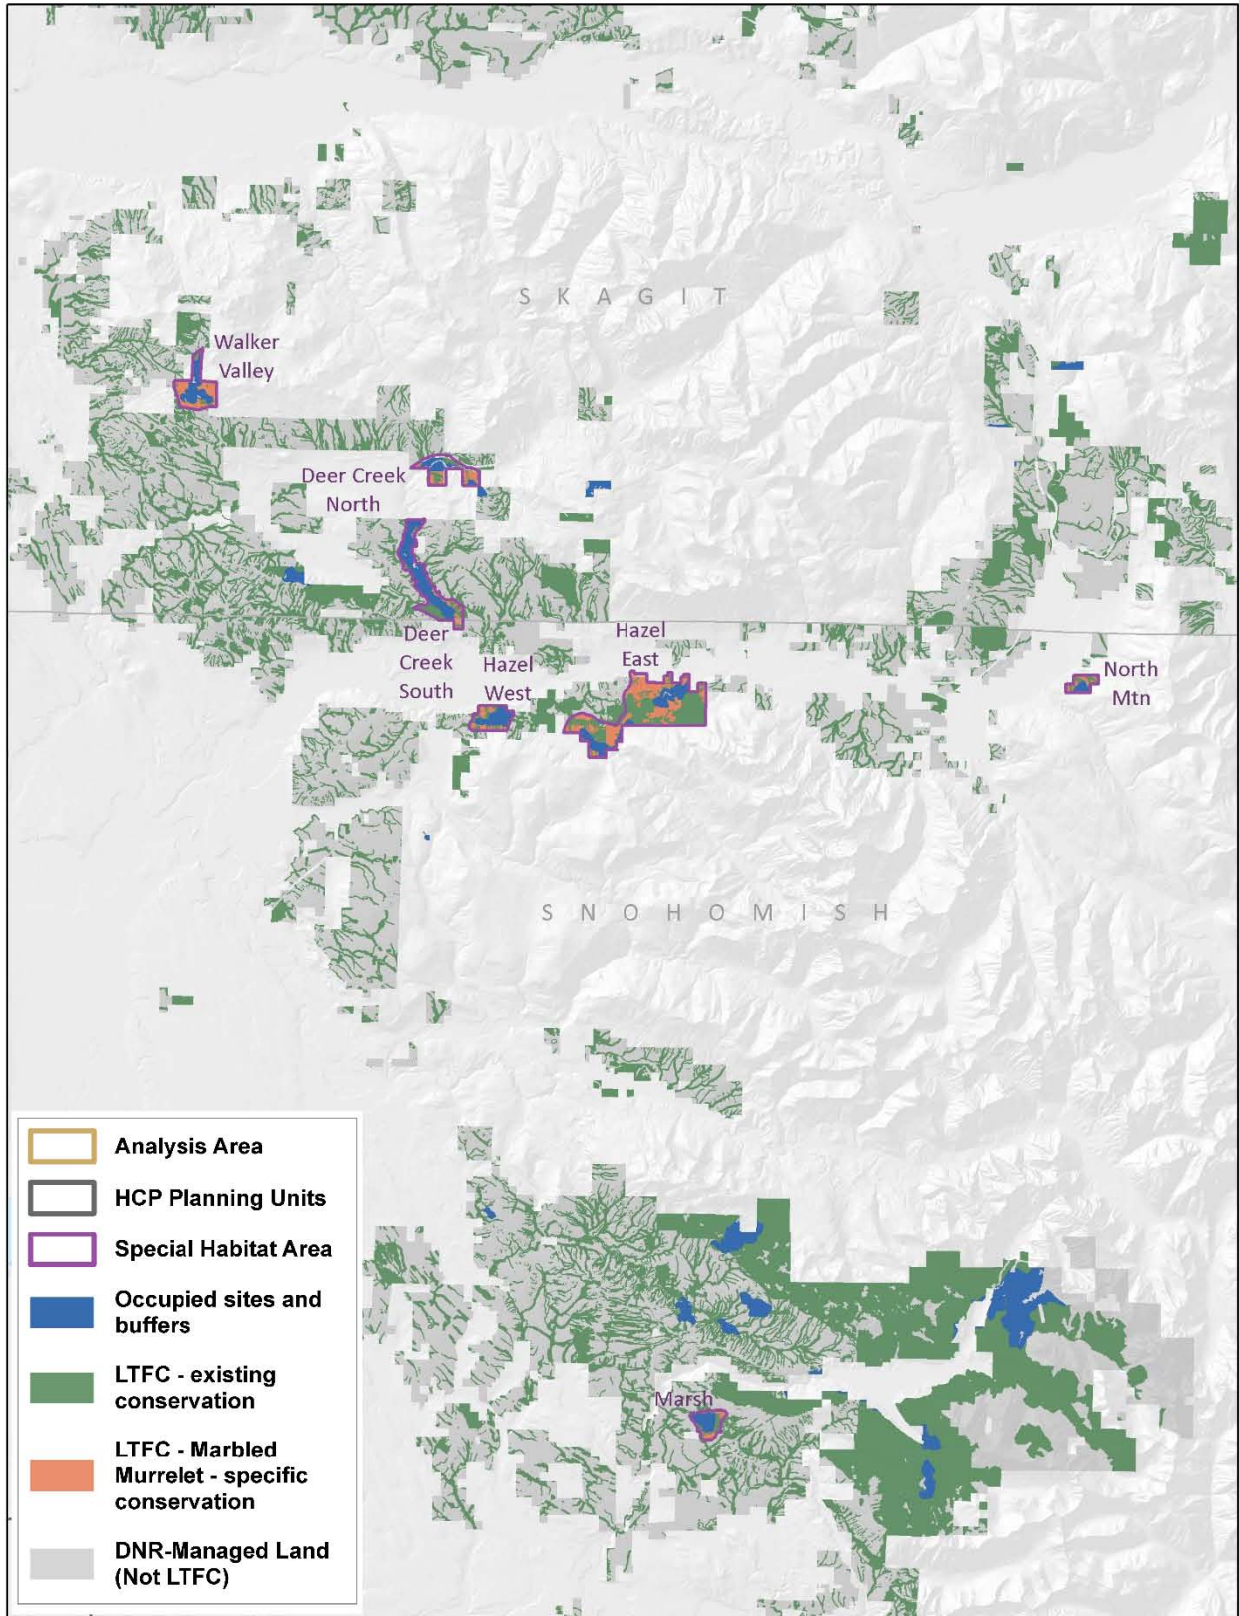 S K A G I T
Walker
Valley
Deer Creek
North
Deer
Creek
South
Hazel
West
Hazel
East
North
Mtn
S N O H O M I S H
Marsh
Analysis Area
HCP Planning Units
Special Habitat Area
Occupied sites and
buffers
LTFC - existing
conservation
LTFC - Marbled
Murrelet - specific
conservation
DNR-Managed Land
(Not LTFC)